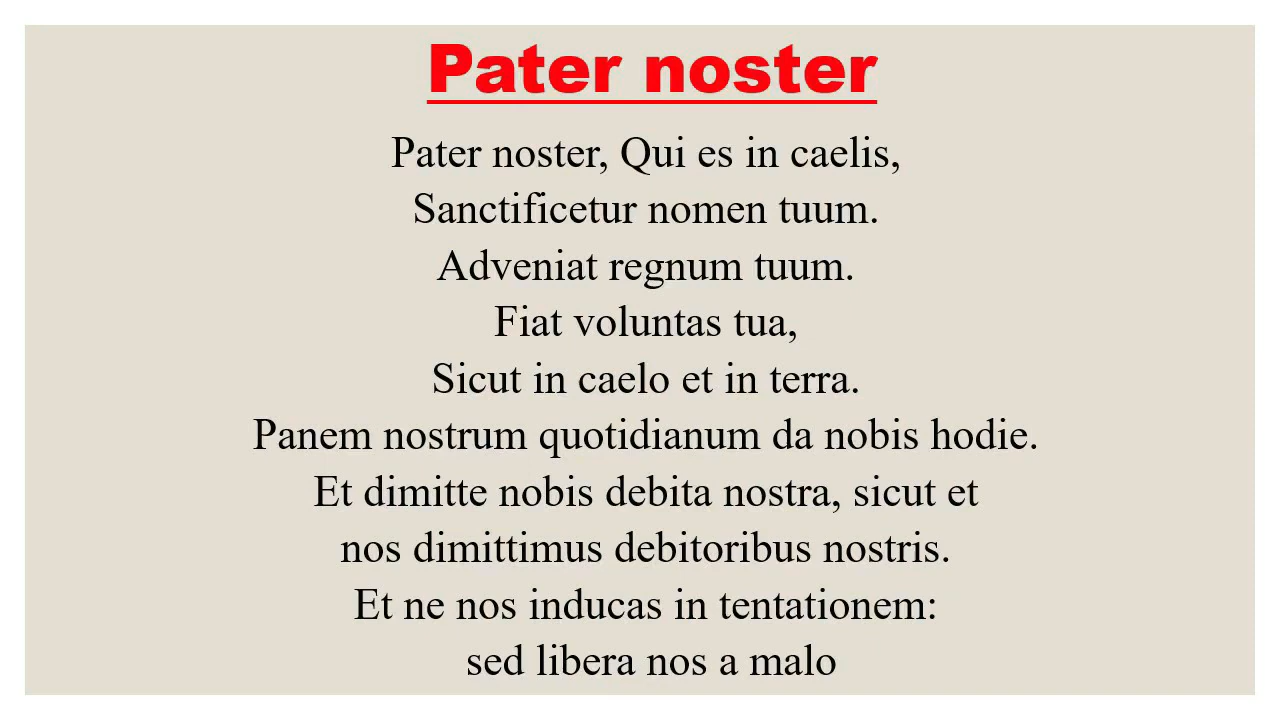 Pater noster
Pater noster, Qui es in caelis,
Sanctificetur nomen tuum.
Adveniat regnum tuum.
Fiat voluntas tua,
Sicut in caelo et in terra.
Panem nostrum quotidianum da nobis hodie.
Et dimitte nobis debita nostra, sicut et
nos dimittimus debitoribus nostris.
Et ne nos inducas in tentationem:
sed libera nos a malo